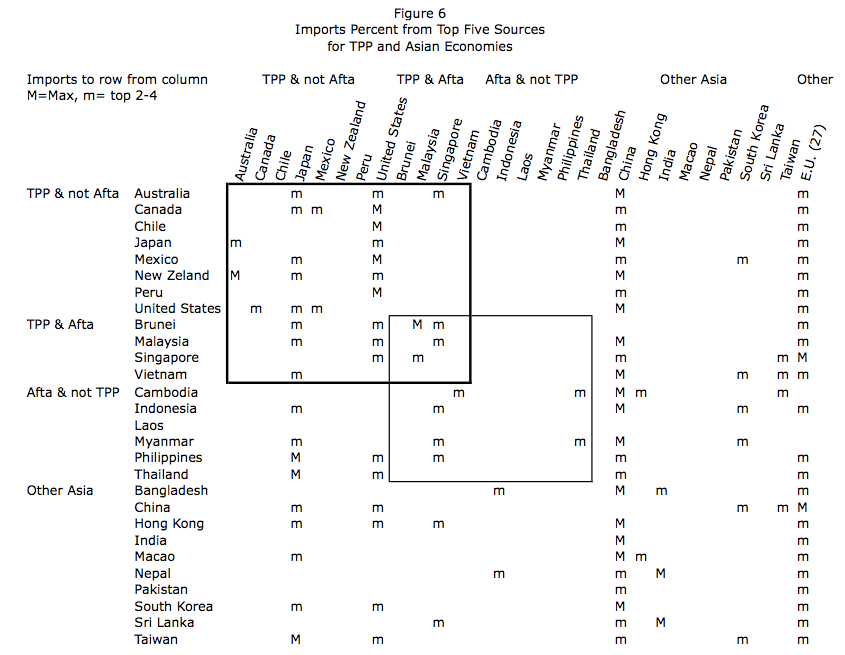 Figure 6
Imports Percent from Top Five Sources
for TPP and Asian Economies
Imports to row from column TPP & not Afta TPP & Afta Afta & not TPP Other Asia Other
M=Max, m= top 2-4
Australia Canada Chile Japan Mexico New Zealand Peru United States Brunei Malaysia Singapore Vietnam Cambodia Indonesia Laos Myanmar Philippines Thailand Bangladesh China Hong Kong India Macao Nepal Pakistan South Korea Sri Lanka Taiwan E.U. (27)
TPP & not Afta Australia m m m M m
Canada m m M m m
Chile M m m
Japan m m M m
Mexico m M m m m
New Zeland M m m M m
Peru M m m
United States m m m M m
TPP & Afta Brunei m m M m m
Malaysia m m m M m
Singapore m m m m M
Vietnam m M m m m
Afta & not TPP Cambodia m m M m m
Indonesia m m M m m
Laos
Myanmar m m m M m
Philippines M m m m m
Thailand M m m m
Other Asia Bangladesh m M m m
China m m m m M
Hong Kong m m m M m
India M m
Macao m M m m
Nepal m m M m
Pakistan m m
South Korea m m M m
Sri Lanka m m M m
Taiwan M m m m m